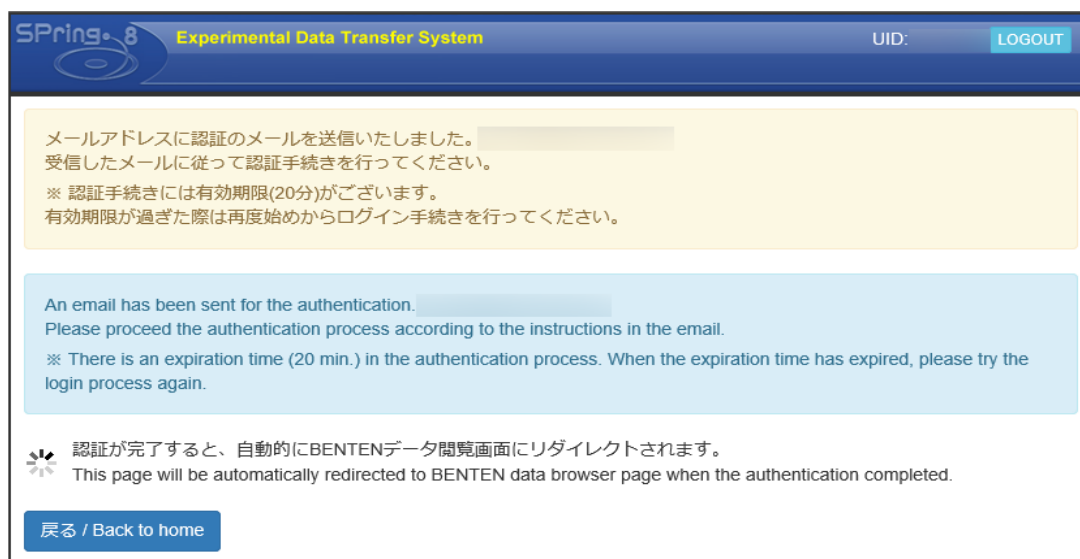 SPring-8
Experimental Data Transfer System
UID:
LOGOUT
メールアドレスに認証のメールを送信いたしました。
受信したメールに従って認証手続きを行ってください。
※ 認証手続きには有効期限(20分)がございます。
有効期限が過ぎた際は再度始めからログイン手続きを行ってください。
An email has been sent for the authentication.
Please proceed the authentication process according to the instructions in the email.
※ There is an expiration time (20 min.) in the authentication process. When the expiration time has expired, please try the
login process again.
認証が完了すると、自動的にBENTENデータ閲覧画面にリダイレクトされます。
This page will be automatically redirected to BENTEN data browser page when the authentication completed.
戻る / Back to home